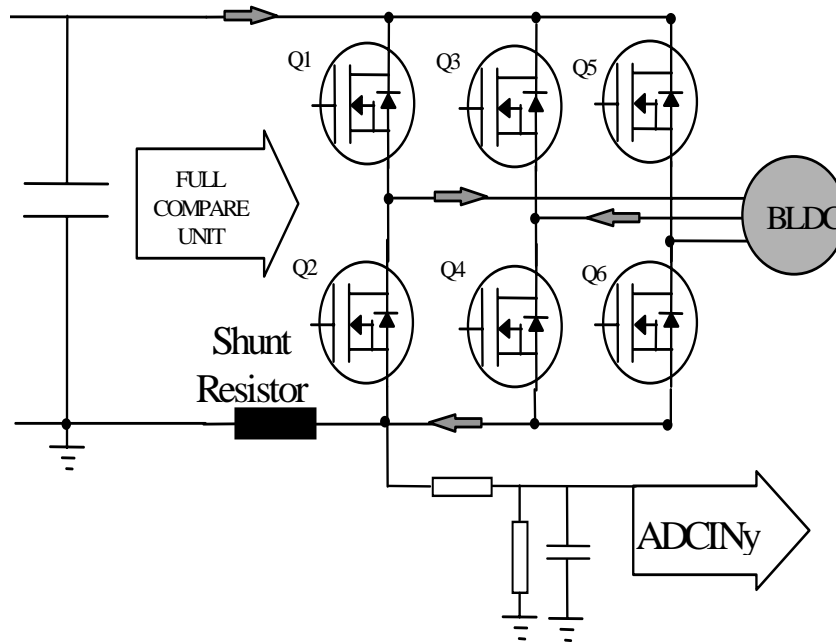 Q1
Q3
Q5
FULL
COMPARE
UNIT
BLDC
Q2
Q4
Q6
Shunt
Resistor
ADCINy